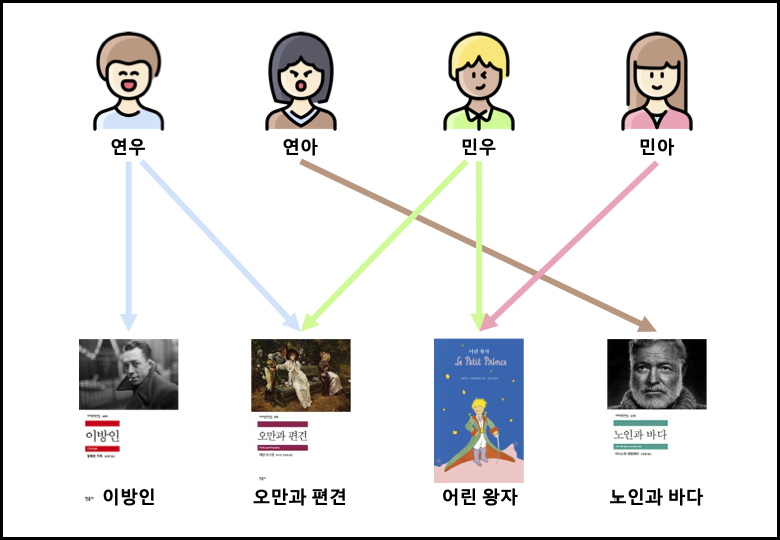 연우
연아
민우
민아
이방인
오만과 편견
어린 왕자
Le Petit Prince
노인과 바다
이방인
오만과 편견
어린 왕자
노인과 바다